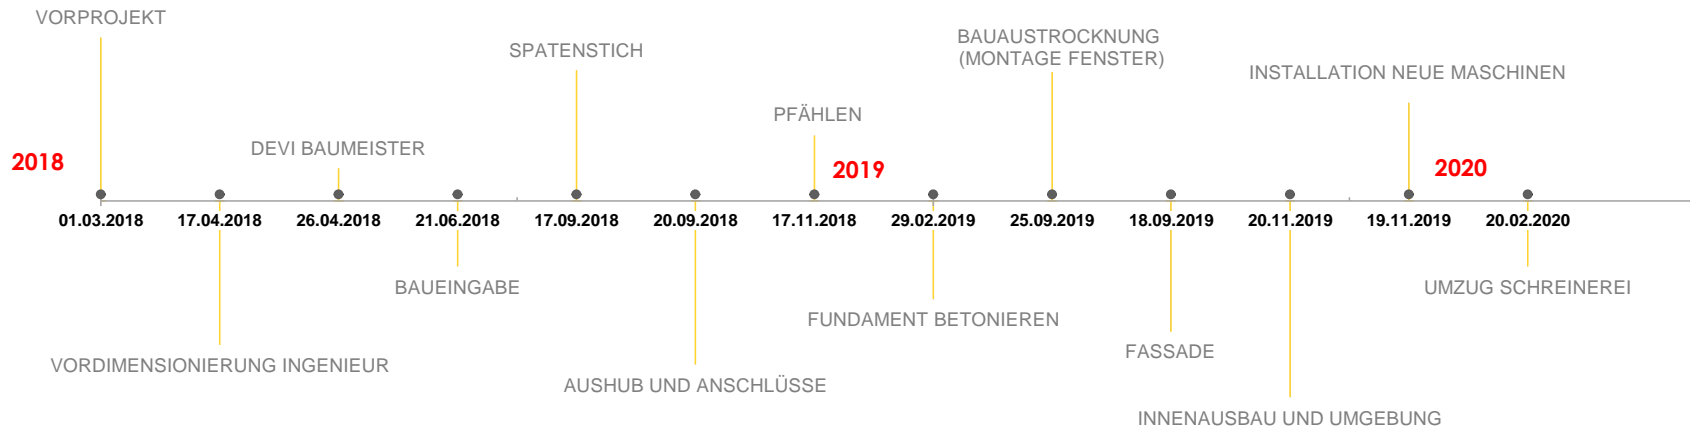 VORPROJEKT
SPATENSTICH
BAUAUSTROCKNUNG
(MONTAGE FENSTER)
INSTALLATION NEUE MASCHINEN
PFÄHLEN
DEVI BAUMEISTER
2018
2019
2020
01.03.2018
17.04.2018
26.04.2018
21.06.2018
17.09.2018
20.09.2018
17.11.2018
29.02.2019
25.09.2019
18.09.2019
20.11.2019
19.11.2019
20.02.2020
BAUEINGABE
UMZUG SCHREINEREI
FUNDAMENT BETONIEREN
FASSADE
VORDIMENSIONIERUNG INGENIEUR
AUSHUB UND ANSCHLÜSSE
INNENAUSBAU UND UMGEBUNG